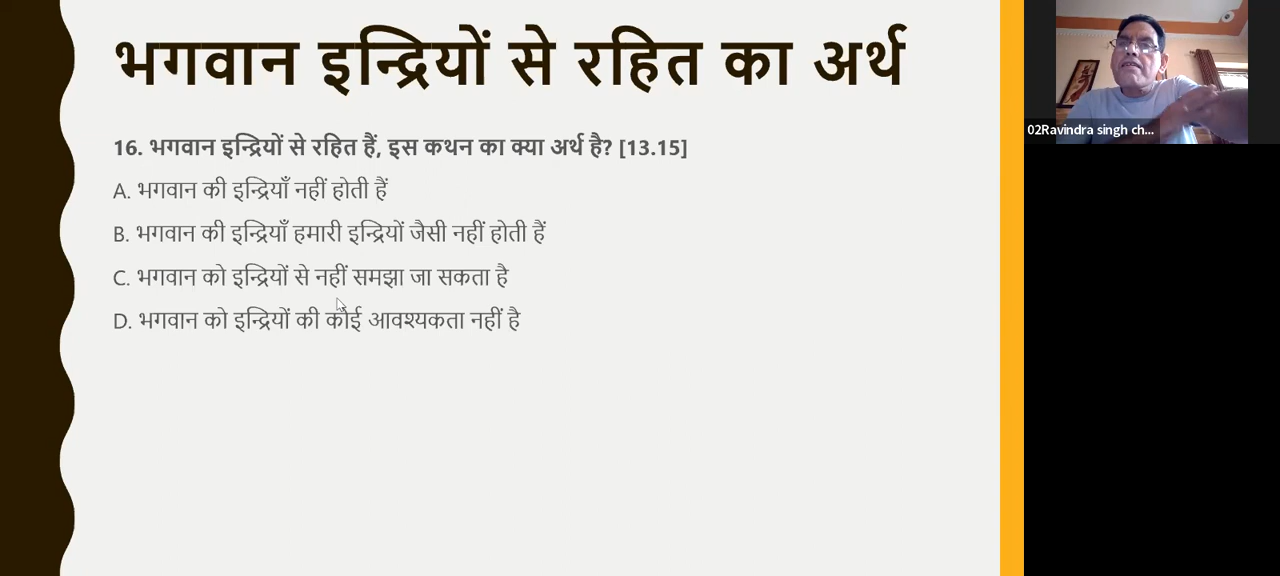 भगवान इन्द्रियों से रहित का अर्थ
16. भगवान इन्द्रियों से रहित हैं, इस कथन का क्या अर्थ है? [13.15]
A. भगवान की इन्द्रियाँ नहीं होती हैं
B. भगवान की इन्द्रियाँ हमारी इन्द्रियों जैसी नहीं होती हैं
C. भगवान को इन्द्रियों से नहीं समझा जा सकता है
D. भगवान को इन्द्रियों की कोई आवश्यकता नहीं है
02Ravindra singh ch...